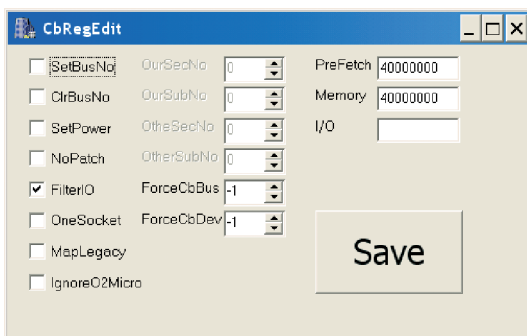 CbRegEdit
SetBusNo OurSecNo 0 PreFetch 40000000
ClrBusNo OurSubNo 0 Memory 40000000
SetPower OtheSecNo 0 I/O
NoPatch OtherSubNo 0
FilterIO ForceCbBus -1
OneSocket ForceCbDev -1
MapLegacy
IgnoreO2Micro
Save